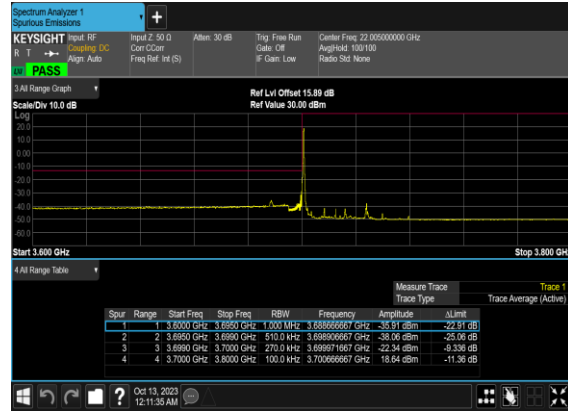 Spectrum Analyzer 1
Spurious Emissions
KEYSIGHT Input: RF Input Z: 50 Ω Atten: 30 dB Trig: Free Run Center Freq: 22.005000000 GHz
R T Coupling: DC Corr CCorr Gate: Off Avg|Hold: 100/100
Align: Auto Freq Ref: Int (S) IF Gain: Low Radio Std: None
PASS
3 All Range Graph
Ref Lvl Offset 15.89 dB
Scale/Div 10.0 dB Ref Value 30.00 dBm
Log
20.0
10.0
0.00
-10.0
-20.0
-30.0
-40.0
-50.0
-60.0
Start 3.600 GHz Stop 3.800 GHz
4 All Range Table
Measure Trace Trace 1
Trace Type Trace Average (Active)
Spur Range Start Freq Stop Freq RBW Frequency Amplitude ΔLimit
1 1 3.6000 GHz 3.6950 GHz 1.000 MHz 3.688666667 GHz -35.91 dBm -22.91 dB
2 2 3.6950 GHz 3.6990 GHz 510.0 kHz 3.698906667 GHz -38.06 dBm -25.06 dB
3 3 3.6990 GHz 3.7000 GHz 270.0 kHz 3.699971667 GHz -22.34 dBm -9.336 dB
4 4 3.7000 GHz 3.8000 GHz 100.0 kHz 3.700666667 GHz 18.64 dBm -11.36 dB
? Oct 13, 2023
12:11:35 AM